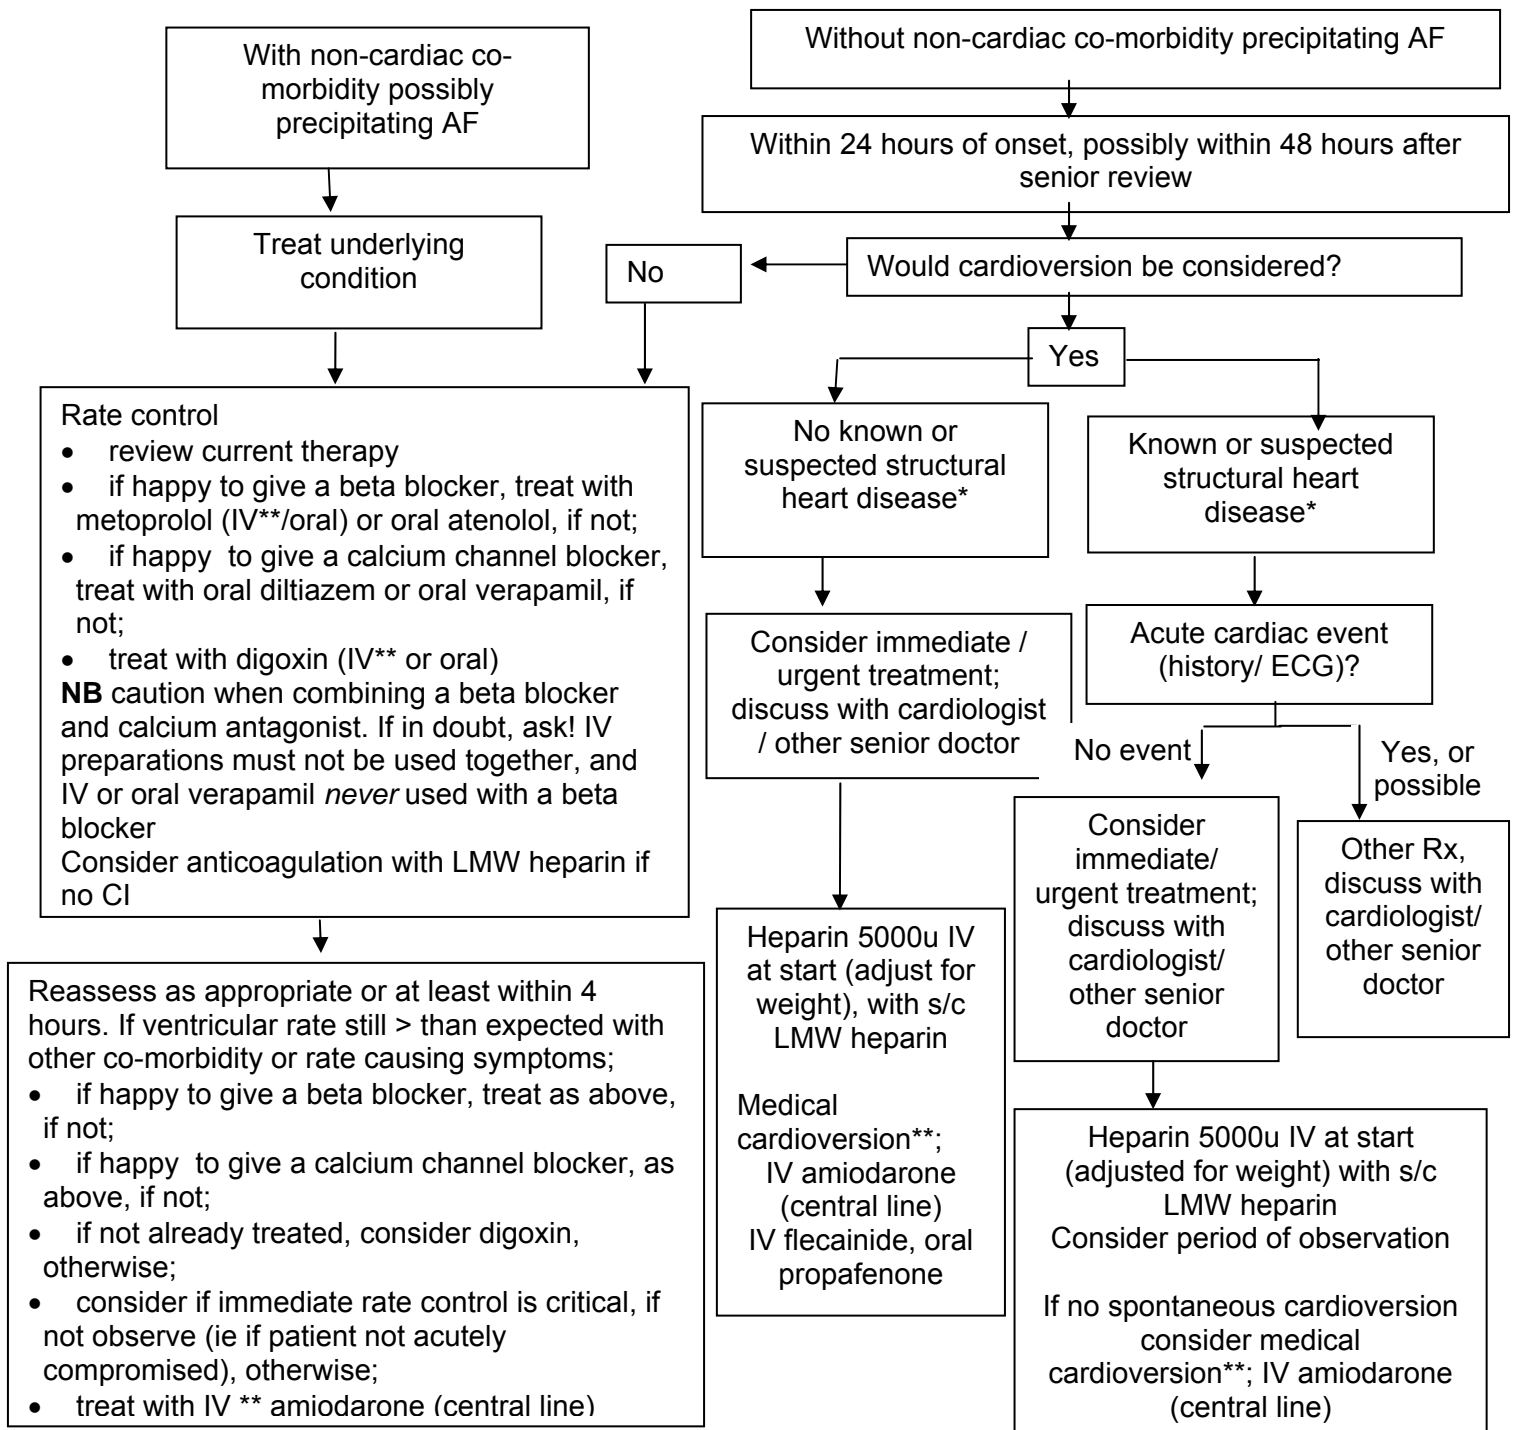 With non-cardiac co-
morbidity possibly
precipitating AF
Without non-cardiac co-morbidity precipitating AF
Within 24 hours of onset, possibly within 48 hours after
senior review
Treat underlying
condition
No
Would cardioversion be considered?
Yes
Rate control
• review current therapy
• if happy to give a beta blocker, treat with
metoprolol (IV**/oral) or oral atenolol, if not;
• if happy  to give a calcium channel blocker,
treat with oral diltiazem or oral verapamil, if
not;
• treat with digoxin (IV** or oral)
NB caution when combining a beta blocker
and calcium antagonist. If in doubt, ask! IV
preparations must not be used together, and
IV or oral verapamil never used with a beta
blocker
Consider anticoagulation with LMW heparin if
no CI
No known or
suspected structural
heart disease*
Known or suspected
structural heart
disease*
Consider immediate /
urgent treatment;
discuss with cardiologist
/ other senior doctor
Acute cardiac event
(history/ ECG)?
No event
Yes, or
possible
Consider
immediate/
urgent treatment;
discuss with
cardiologist/
other senior
doctor
Other Rx,
discuss with
cardiologist/
other senior
doctor
Reassess as appropriate or at least within 4
hours. If ventricular rate still > than expected with
other co-morbidity or rate causing symptoms;
• if happy to give a beta blocker, treat as above,
if not;
• if happy  to give a calcium channel blocker, as
above, if not;
• if not already treated, consider digoxin,
otherwise;
• consider if immediate rate control is critical, if
not observe (ie if patient not acutely
compromised), otherwise;
• treat with IV ** amiodarone (central line)
Heparin 5000u IV
at start (adjust for
weight), with s/c
LMW heparin
Medical
cardioversion**;
IV amiodarone
(central line)
IV flecainide, oral
propafenone
Heparin 5000u IV at start
(adjusted for weight) with s/c
LMW heparin
Consider period of observation
If no spontaneous cardioversion
consider medical
cardioversion**; IV amiodarone
(central line)